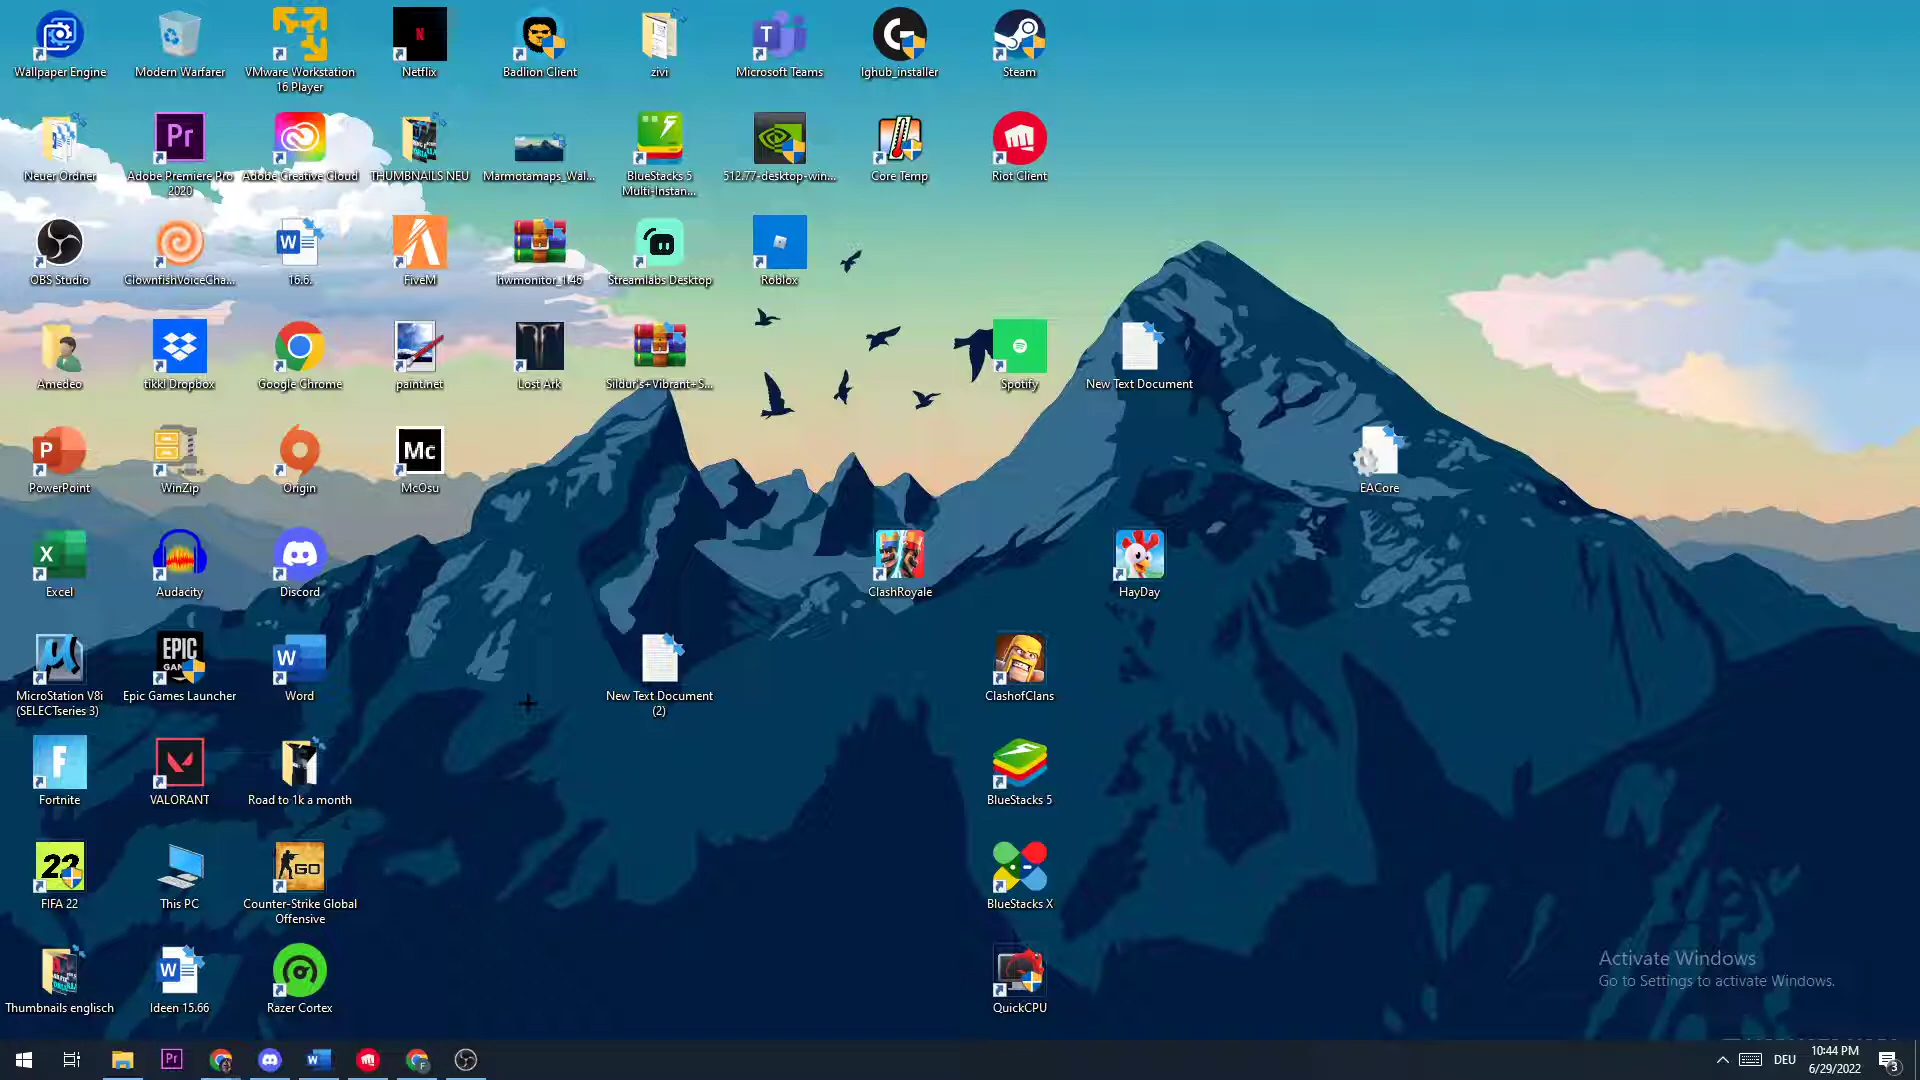 Wallpaper Engine
Modern Warfarer
VMware Workstation
16 Player
Netflix
Badlion Client
zivi
Microsoft Teams
lghub_installer
Steam
Neuer Ordner
Adobe Premiere Pro
2020
Adobe Creative Cloud
THUMBNAILS NEU
Marmotamaps_Wal...
BlueStacks 5
Multi-Instan...
512.77-desktop-win...
Core Temp
Riot Client
OBS Studio
ClownfishVoiceCha...
16.6.
FiveM
hwmonitor_1.46
Streamlabs Desktop
Roblox
Amedeo
tikkl Dropbox
Google Chrome
paint.net
Lost Ark
Sildur's+Vibrant+S...
Spotify
New Text Document
PowerPoint
WinZip
Origin
McOsu
EACore
Excel
Audacity
Discord
ClashRoyale
HayDay
MicroStation V8i
(SELECTseries 3)
Epic Games Launcher
Word
New Text Document
(2)
ClashofClans
Fortnite
VALORANT
Road to 1k a month
BlueStacks 5
FIFA 22
This PC
Counter-Strike Global
Offensive
BlueStacks X
Thumbnails englisch
Ideen 15.66
Razer Cortex
QuickCPU
Activate Windows
Go to Settings to activate Windows.
DEU
10:44 PM
6/29/2022
3